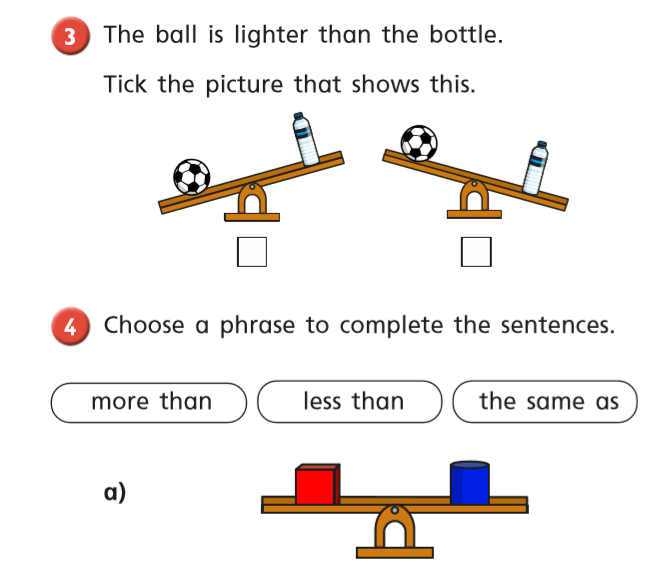 3 The ball is lighter than the bottle.
Tick the picture that shows this.
4 Choose a phrase to complete the sentences.
more than less than the same as
a)